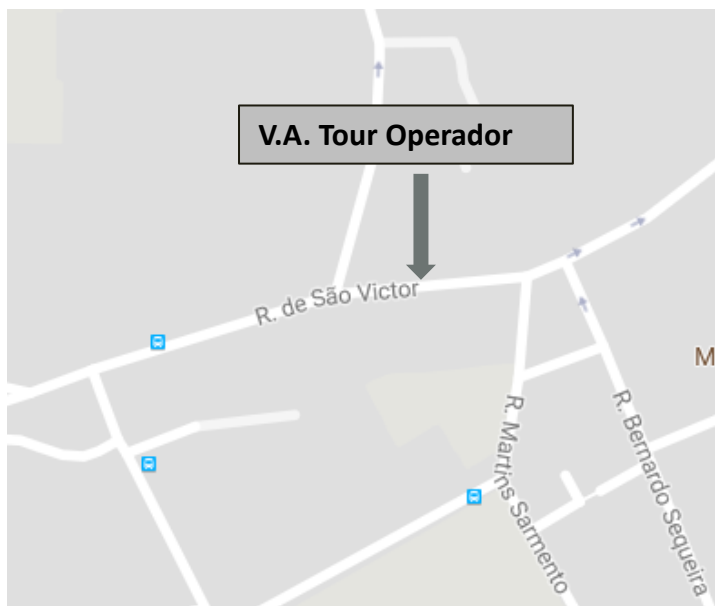 V.A. Tour Operador
R. de São Victor
M
R. Martins Sarmento
R. Bernardo Sequeira